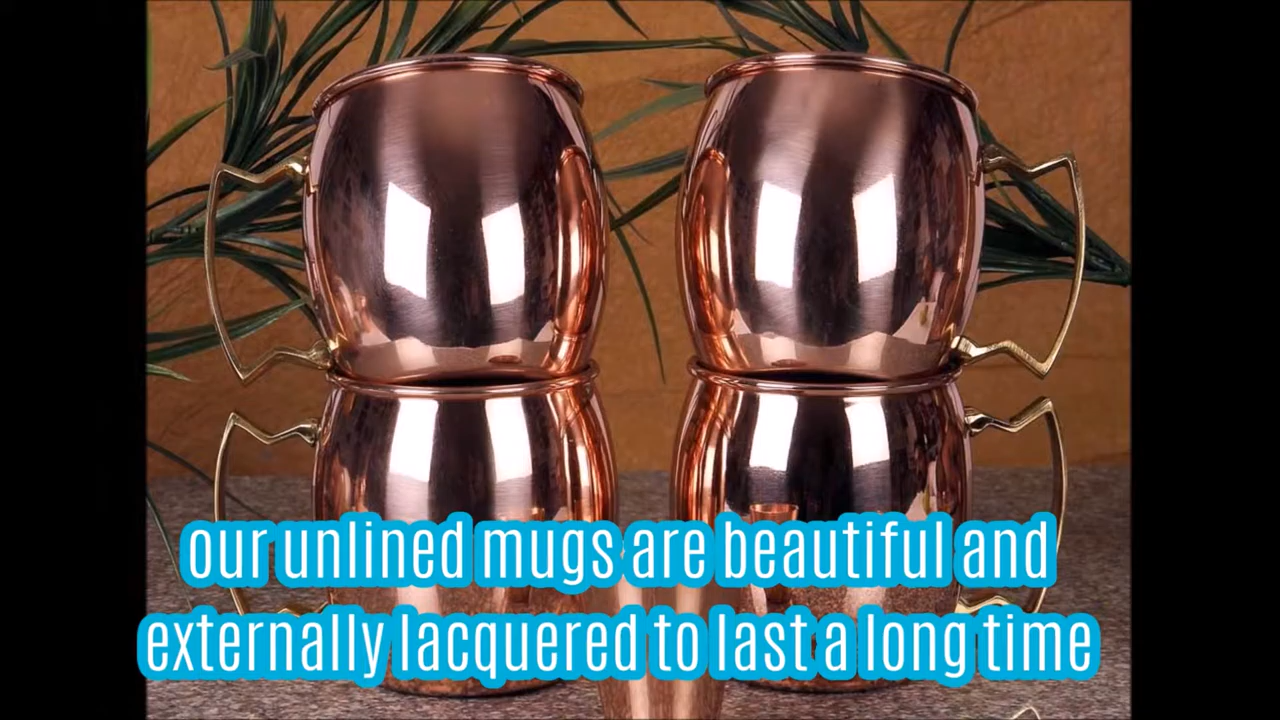 our unlined mugs are beautiful and
externally lacquered to last a long time